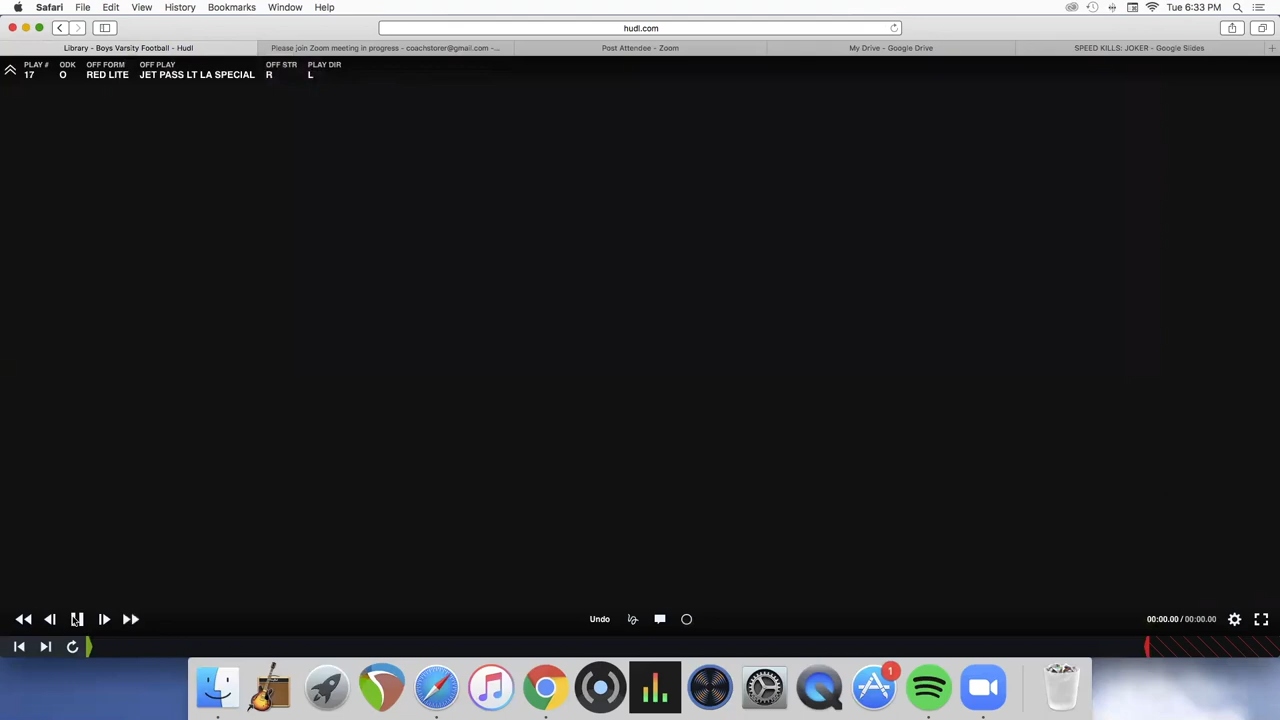 Safari File Edit View History Bookmarks Window Help Tue 6:33 PM
hudl.com
Library - Boys Varsity Football - Hudl Please join Zoom meeting in progress - coachstorer@gmail.com -... Post Attendee - Zoom My Drive - Google Drive SPEED KILLS: JOKER - Google Slides
PLAY # ODK OFF FORM OFF PLAY OFF STR PLAY DIR
17 O RED LITE JET PASS LT LA SPECIAL R L
Undo 00:00.00 / 00:00.00
1